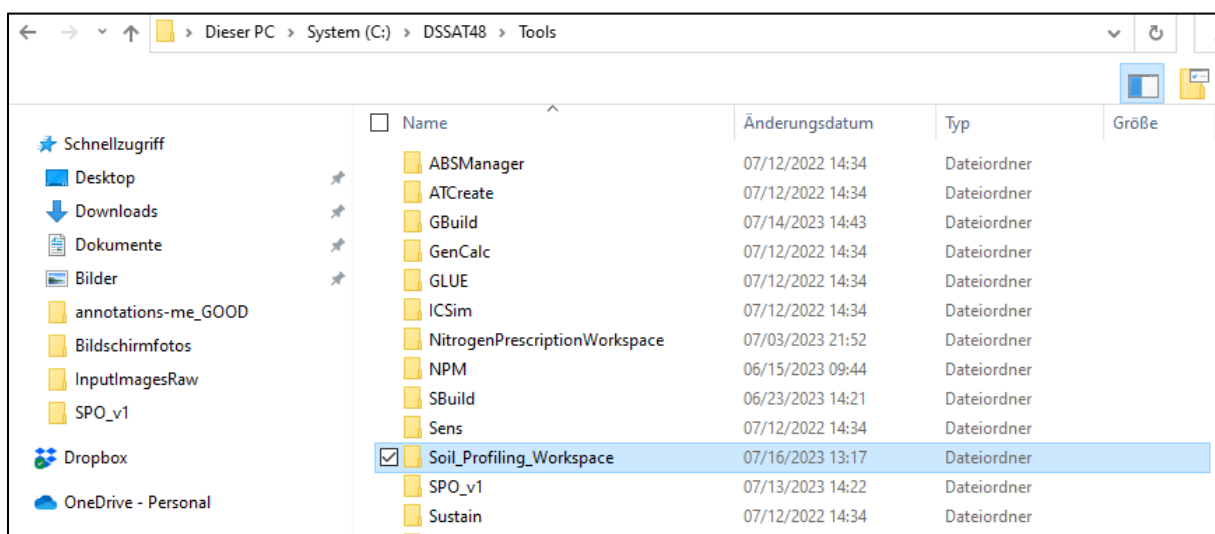 Dieser PC > System (C:) > DSSAT48 > Tools
Name Änderungsdatum Typ Größe
Schnellzugriff
Desktop
Downloads
Dokumente
Bilder
annotations-me_GOOD
Bildschirmfotos
InputImagesRaw
SPO_v1
Dropbox
OneDrive - Personal
ABSManager 07/12/2022 14:34 Dateiordner
ATCreate 07/12/2022 14:34 Dateiordner
GBuild 07/14/2023 14:43 Dateiordner
GenCalc 07/12/2022 14:34 Dateiordner
GLUE 07/12/2022 14:34 Dateiordner
ICSim 07/12/2022 14:34 Dateiordner
NitrogenPrescriptionWorkspace 07/03/2023 21:52 Dateiordner
NPM 06/15/2023 09:44 Dateiordner
SBuild 06/23/2023 14:21 Dateiordner
Sens 07/12/2022 14:34 Dateiordner
Soil_Profiling_Workspace 07/16/2023 13:17 Dateiordner
SPO_v1 07/13/2023 14:22 Dateiordner
Sustain 07/12/2022 14:34 Dateiordner